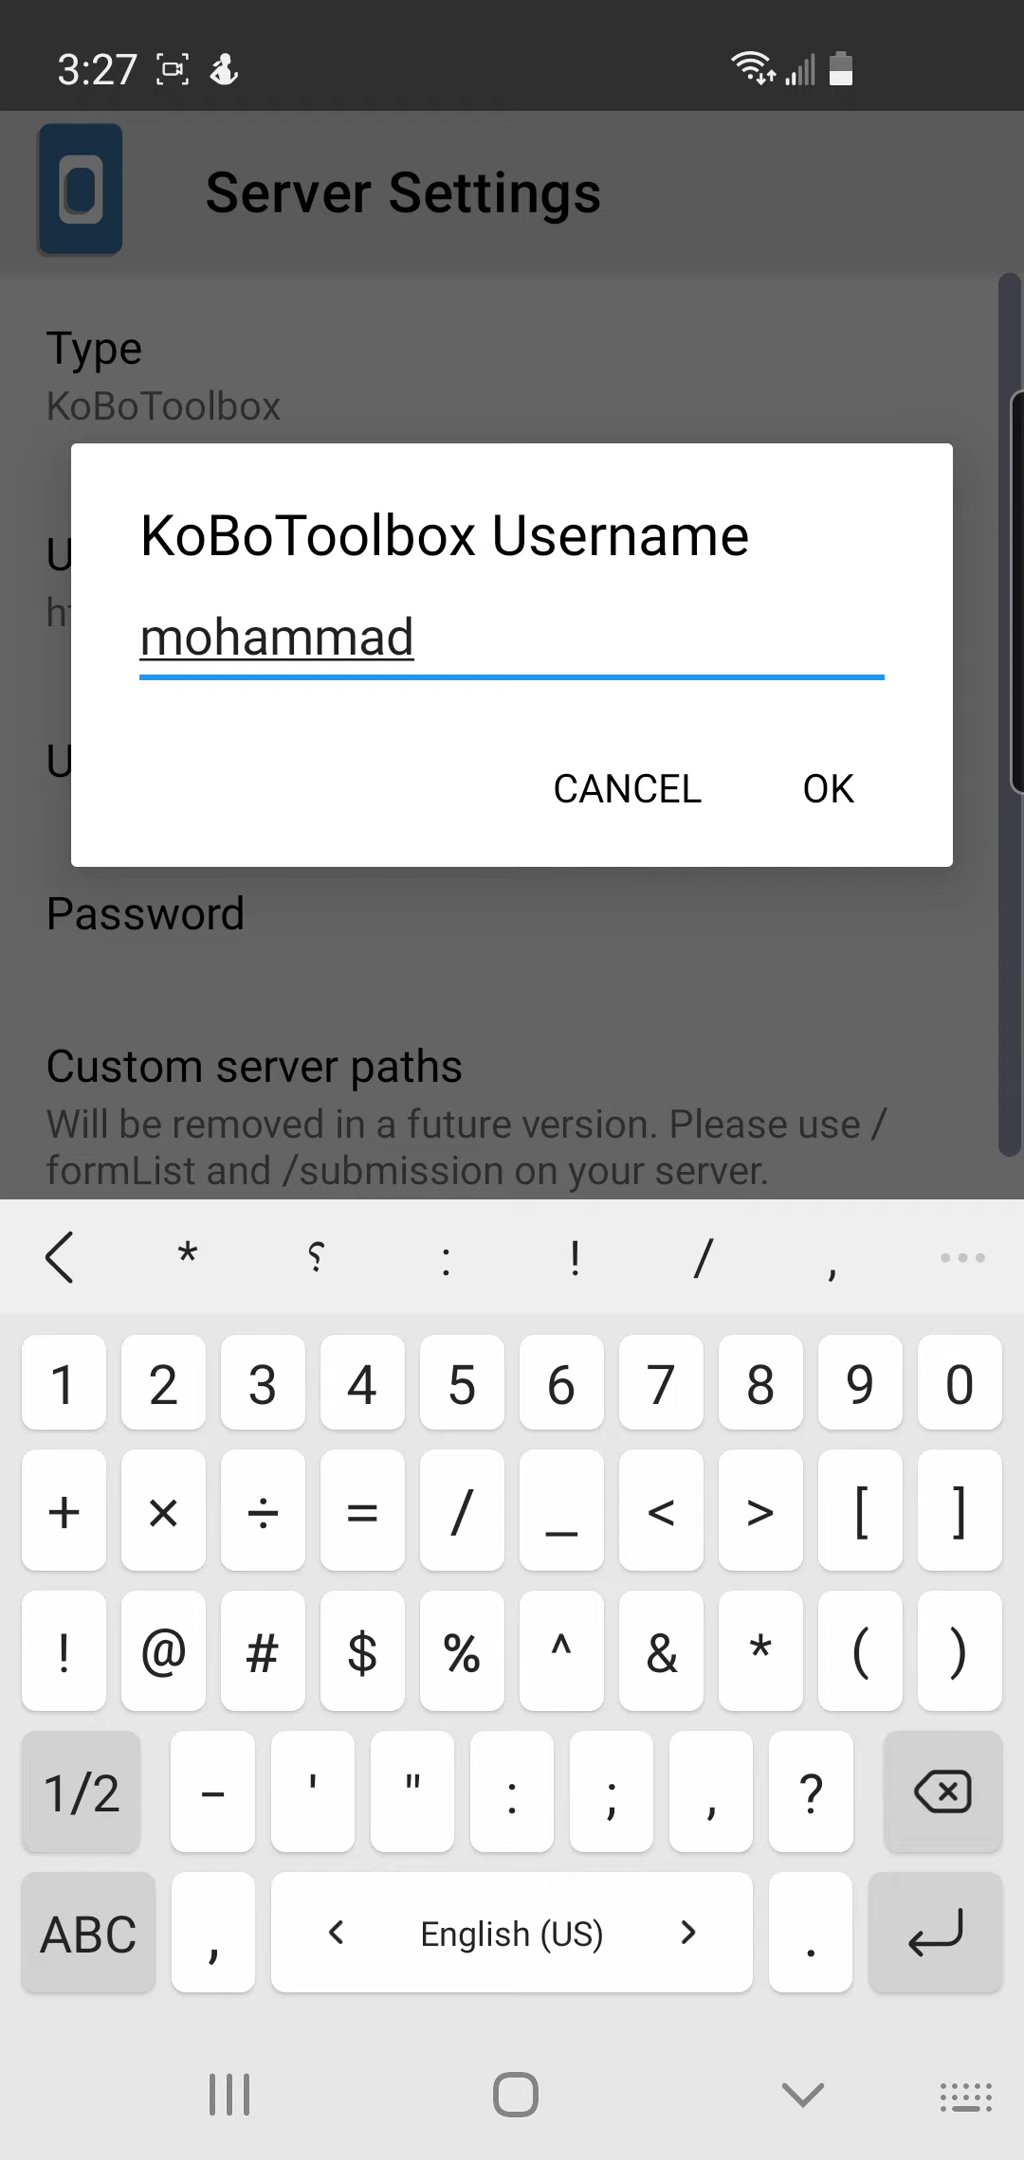 3:27
Server Settings
Type
KoBoToolbox
KoBoToolbox Username
mohammad
CANCEL OK
Password
Custom server paths
Will be removed in a future version. Please use /
formList and /submission on your server.
* ؟ : ! / ,
1 2 3 4 5 6 7 8 9 0
+ × ÷ = / _ < > [ ]
! @ # $ % ^ & * ( )
1/2 - ' " : ; , ?
ABC , < English (US) > .